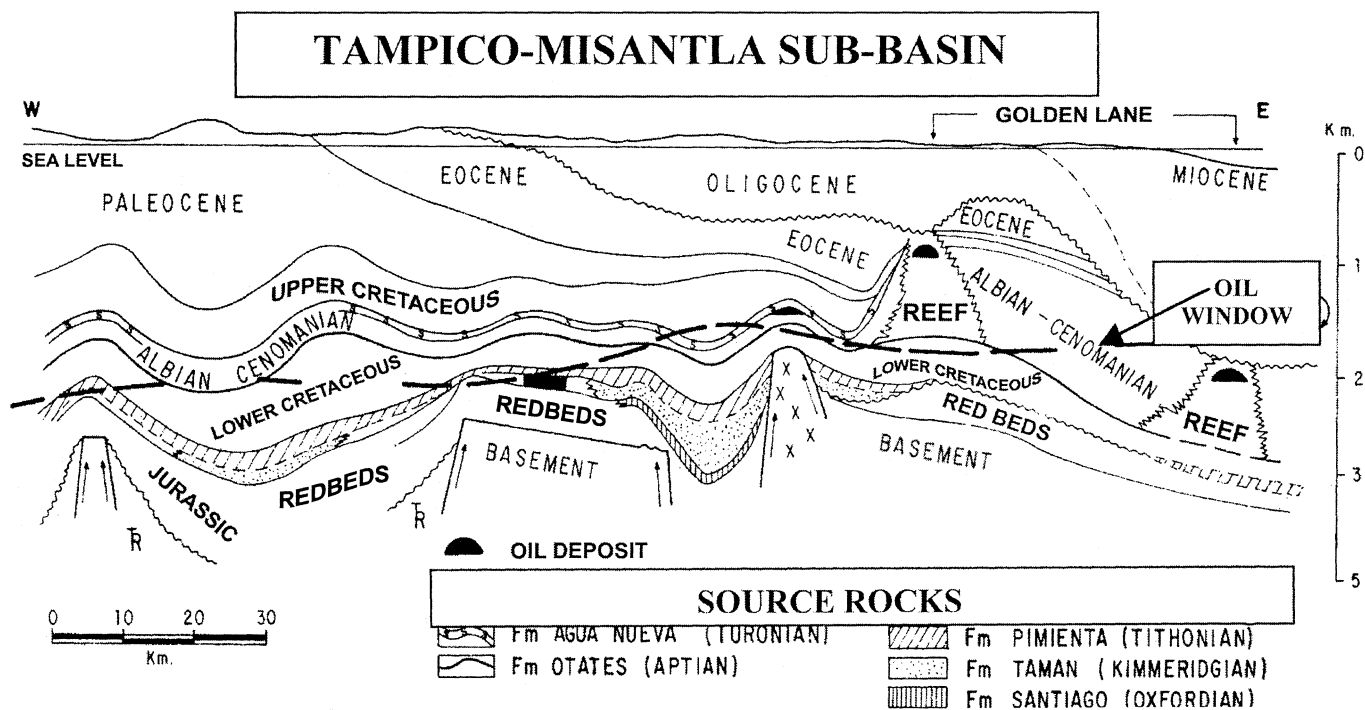 TAMPICO-MISANTLA SUB-BASIN
W
GOLDEN LANE
E
Km.
SEA LEVEL
0
PALEOCENE
EOCENE
OLIGOCENE
MIOCENE
EOCENE
EOCENE
1
UPPER CRETACEOUS
OIL
WINDOW
REEF
ALBIAN - CENOMANIAN
ALBIAN CENOMANIAN
LOWER CRETACEOUS
LOWER CRETACEOUS
2
REDBEDS
RED BEDS
REEF
X
X
X
X
X
BASEMENT
BASEMENT
3
JURASSIC
REDBEDS
TR
TR
OIL DEPOSIT
5
SOURCE ROCKS
0 10 20 30
Km.
Fm AGUA NUEVA (TURONIAN)
Fm OTATES (APTIAN)
Fm PIMIENTA (TITHONIAN)
Fm TAMAN (KIMMERIDGIAN)
Fm SANTIAGO (OXFORDIAN)